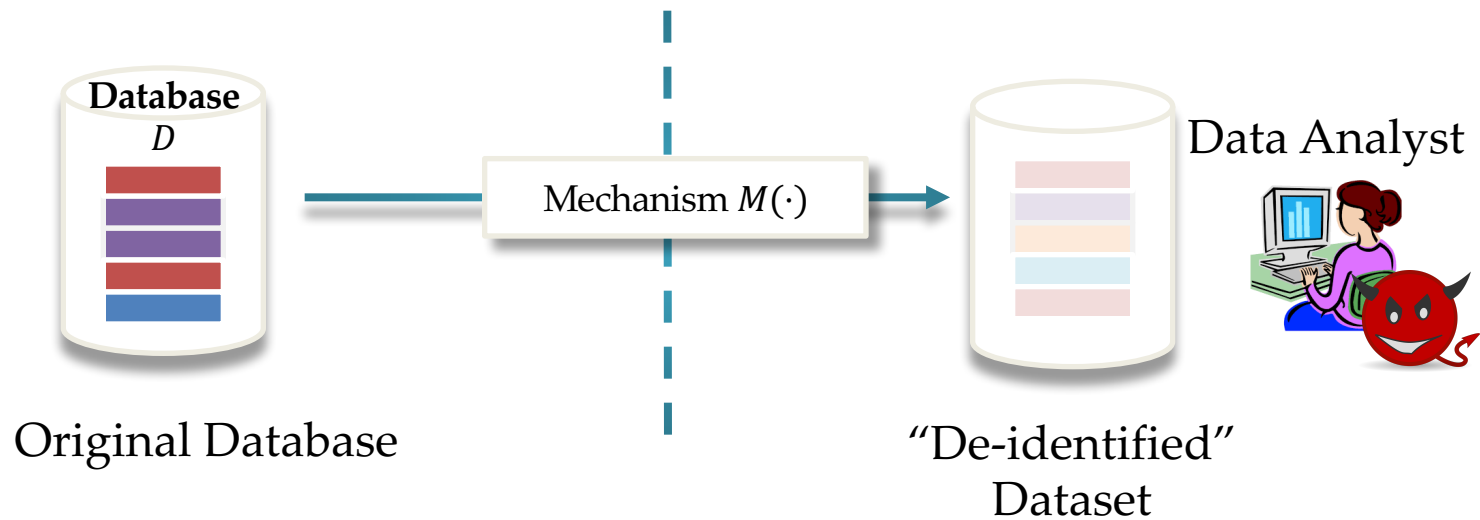 Database
D
Mechanism M(·)
Data Analyst
Original Database
“De-identified”
Dataset